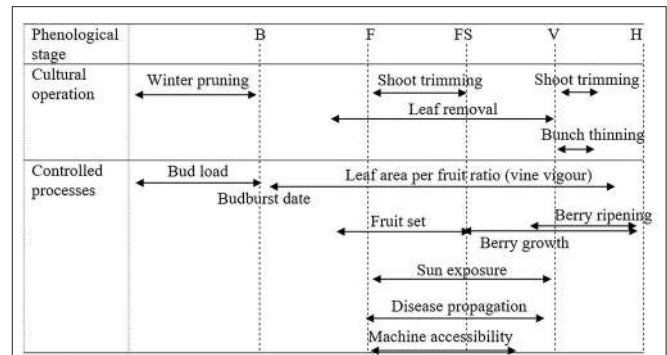 Phenological stage B F FS V H
Cultural operation
Winter pruning Shoot trimming Shoot trimming
Leaf removal
Bunch thinning
Controlled processes
Bud load Leaf area per fruit ratio (vine vigour)
Budburst date
Fruit set Berry ripening
Berry growth
Sun exposure
Disease propagation
Machine accessibility